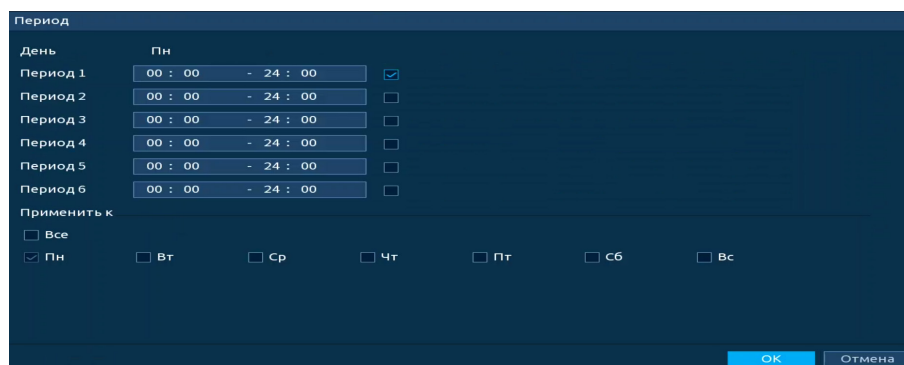 Период
День Пн
Период 1 00 : 00 - 24 : 00
Период 2 00 : 00 - 24 : 00
Период 3 00 : 00 - 24 : 00
Период 4 00 : 00 - 24 : 00
Период 5 00 : 00 - 24 : 00
Период 6 00 : 00 - 24 : 00
Применить к
Все
Пн Вт Ср Чт Пт Сб Вс
OK Отмена